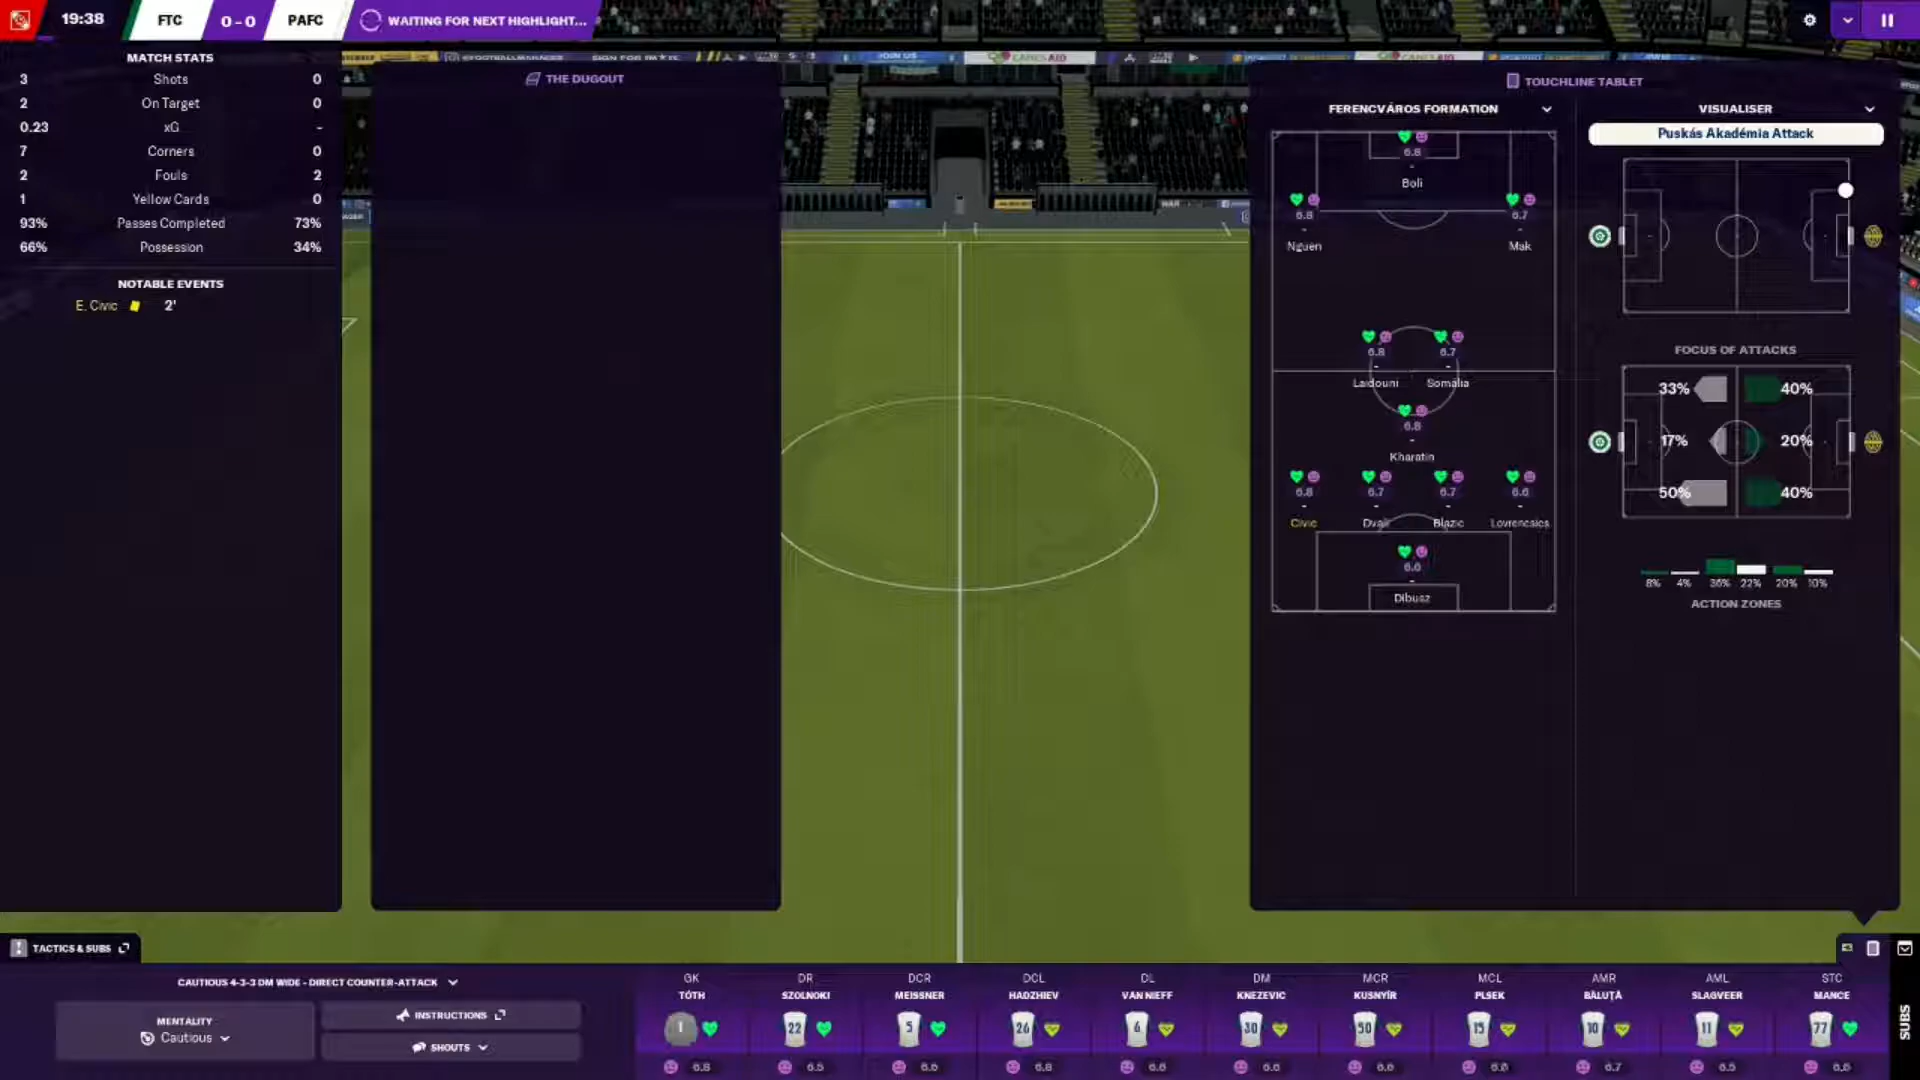 19:38
FTC
0 - 0
PAFC
WAITING FOR NEXT HIGHLIGHT...
MATCH STATS
3 Shots 0
2 On Target 0
0.23 xG -
7 Corners 0
2 Fouls 2
1 Yellow Cards 0
93% Passes Completed 73%
66% Possession 34%
NOTABLE EVENTS
E. Civic 2'
THE DUGOUT
TOUCHLINE TABLET
FERENCVÁROS FORMATION
6.8
Boli
6.8 6.7
Nguen Mak
6.8 6.7
Laidouni Somália
6.8
Kharatin
6.8 6.7 6.7 6.6
Civic Dvali Blazic Lovrencsics
6.6
Dibusz
VISUALISER
Puskás Akadémia Attack
FOCUS OF ATTACKS
33% 40%
17% 20%
50% 40%
8% 4% 36% 22% 20% 10%
ACTION ZONES
TACTICS & SUBS
CAUTIOUS 4-3-3 DM WIDE - DIRECT COUNTER-ATTACK
MENTALITY
Cautious
INSTRUCTIONS
SHOUTS
GK DR DCR DCL DL DM MCR MCL AMR AML STC
TÓTH SZOLNOKI MEISSNER HADZHIEV VAN NIEFF KNEZEVIC KUSNYÍR PLSEK BĂLUȚĂ SLAGVEER MANCE
1 22 5 26 6 30 50 15 10 11 77
6.8 6.5 6.6 6.8 6.6 6.6 6.6 6.6 6.7 6.5 6.6
SUBS